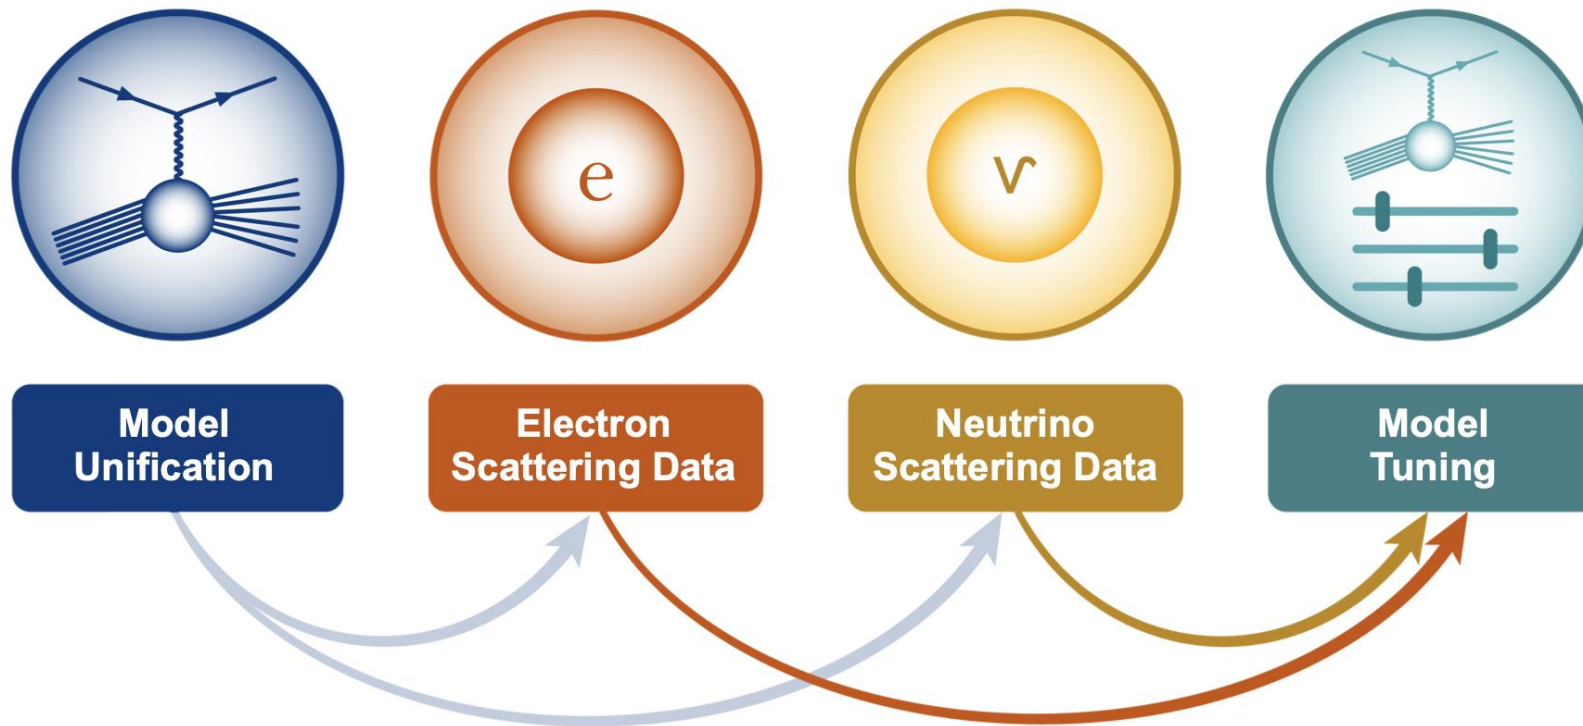 e
ν
Model
Unification
Electron
Scattering Data
Neutrino
Scattering Data
Model
Tuning